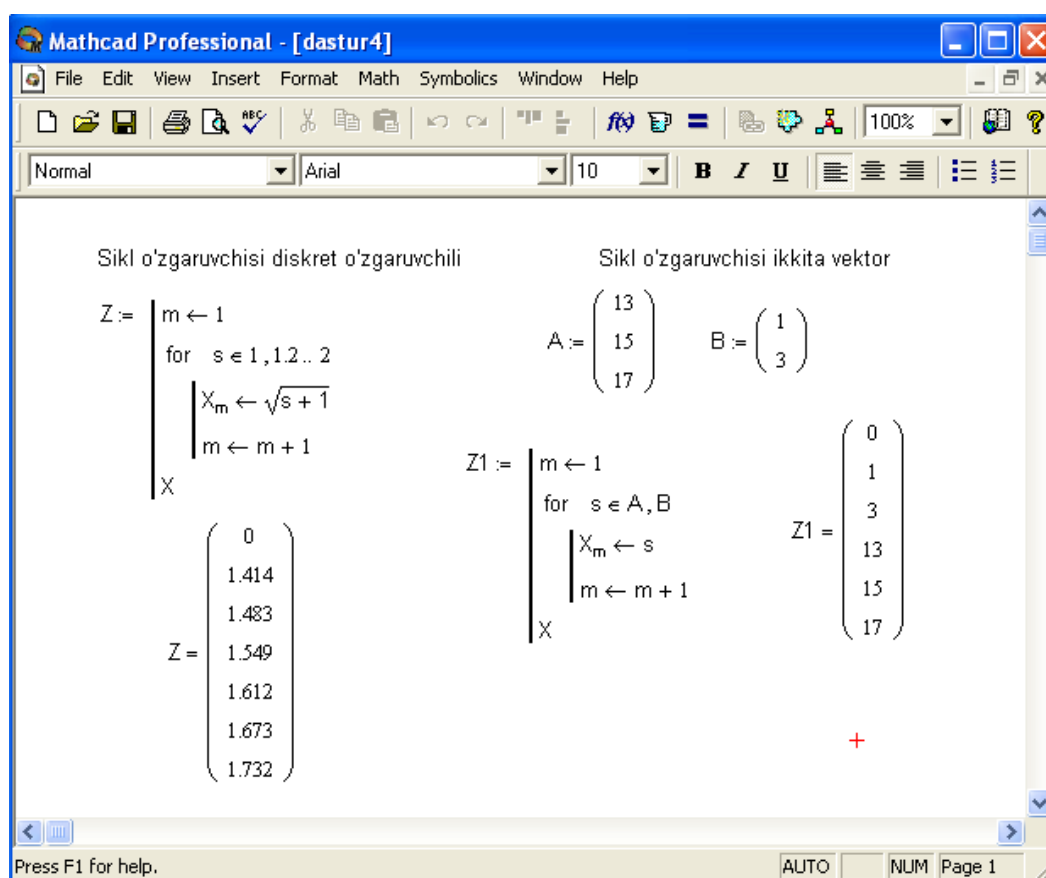 Mathcad Professional - [dastur4]
File Edit View Insert Format Math Symbolics Window Help
ABC f(x) 100% ?
Normal Arial 10 B I U
Sikl o'zgaruvchisi diskret o'zgaruvchili
Z := m ← 1
for s ∈ 1 , 1.2 .. 2
X_m ← √(s + 1)
m ← m + 1
X
Z =
0
1.414
1.483
1.549
1.612
1.673
1.732
Sikl o'zgaruvchisi ikkita vektor
A :=
13
15
17
B :=
1
3
Z1 := m ← 1
for s ∈ A , B
X_m ← s
m ← m + 1
X
Z1 =
0
1
3
13
15
17
Press F1 for help. AUTO NUM Page 1